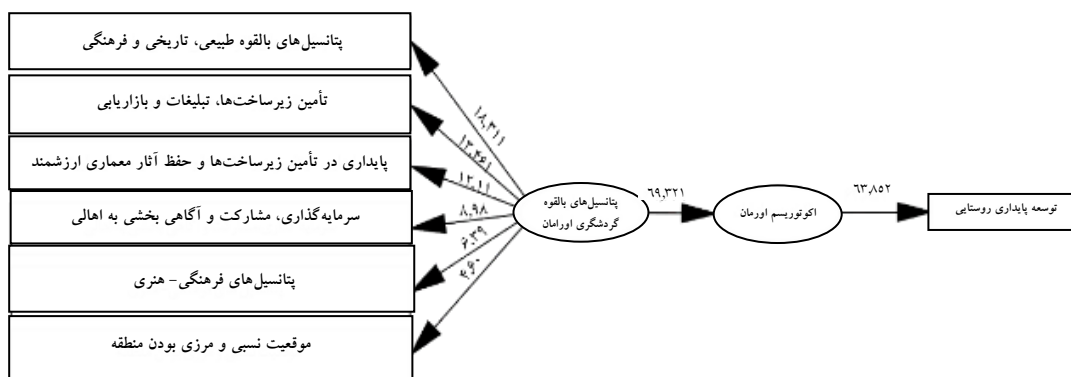 پتانسیل‌های بالقوه طبیعی، تاریخی و فرهنگی
تأمین زیرساخت‌ها، تبلیغات و بازاریابی
پایداری در تأمین زیرساخت‌ها و حفظ آثار معماری ارزشمند
سرمایه‌گذاری، مشارکت و آگاهی بخشی به اهالی
پتانسیل‌های فرهنگی- هنری
موقعیت نسبی و مرزی بودن منطقه
۱۸,۳۱۱
۱۳,۴۶۱
۱۲,۱۱
۸,۹۸
۶,۳۹
۴,۶۰
پتانسیل‌های بالقوه
گردشگری اورامان
۶۹,۳۲۱
اکوتوریسم اورمان
۶۳,۸۵۲
توسعه پایداری روستایی